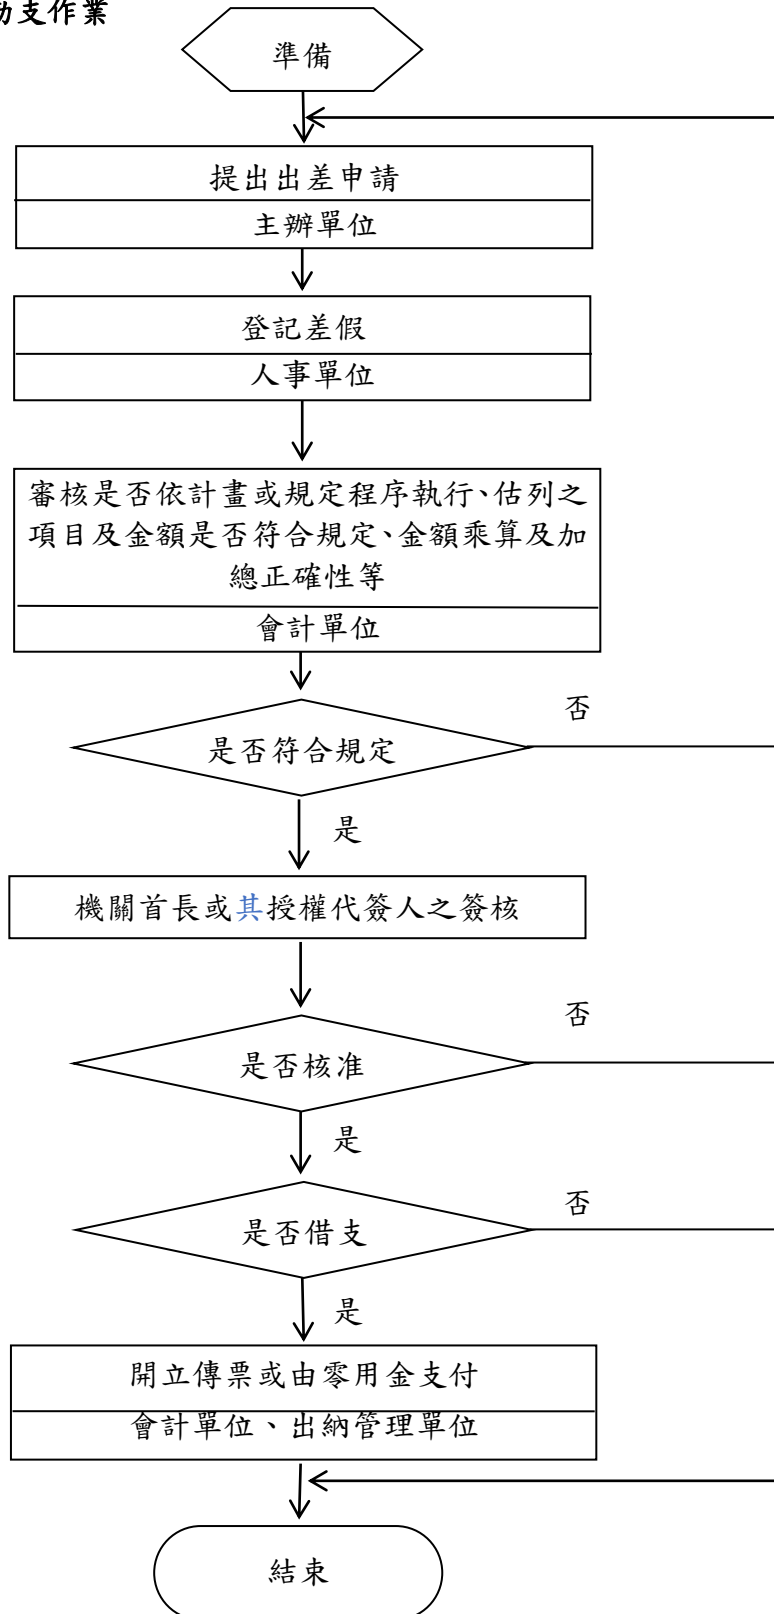 動支作業
準備
提出出差申請
主辦單位
登記差假
人事單位
審核是否依計畫或規定程序執行、估列之
項目及金額是否符合規定、金額乘算及加
總正確性等
會計單位
否
是否符合規定
是
機關首長或其授權代簽人之簽核
否
是否核准
是
否
是否借支
是
開立傳票或由零用金支付
會計單位、出納管理單位
結束